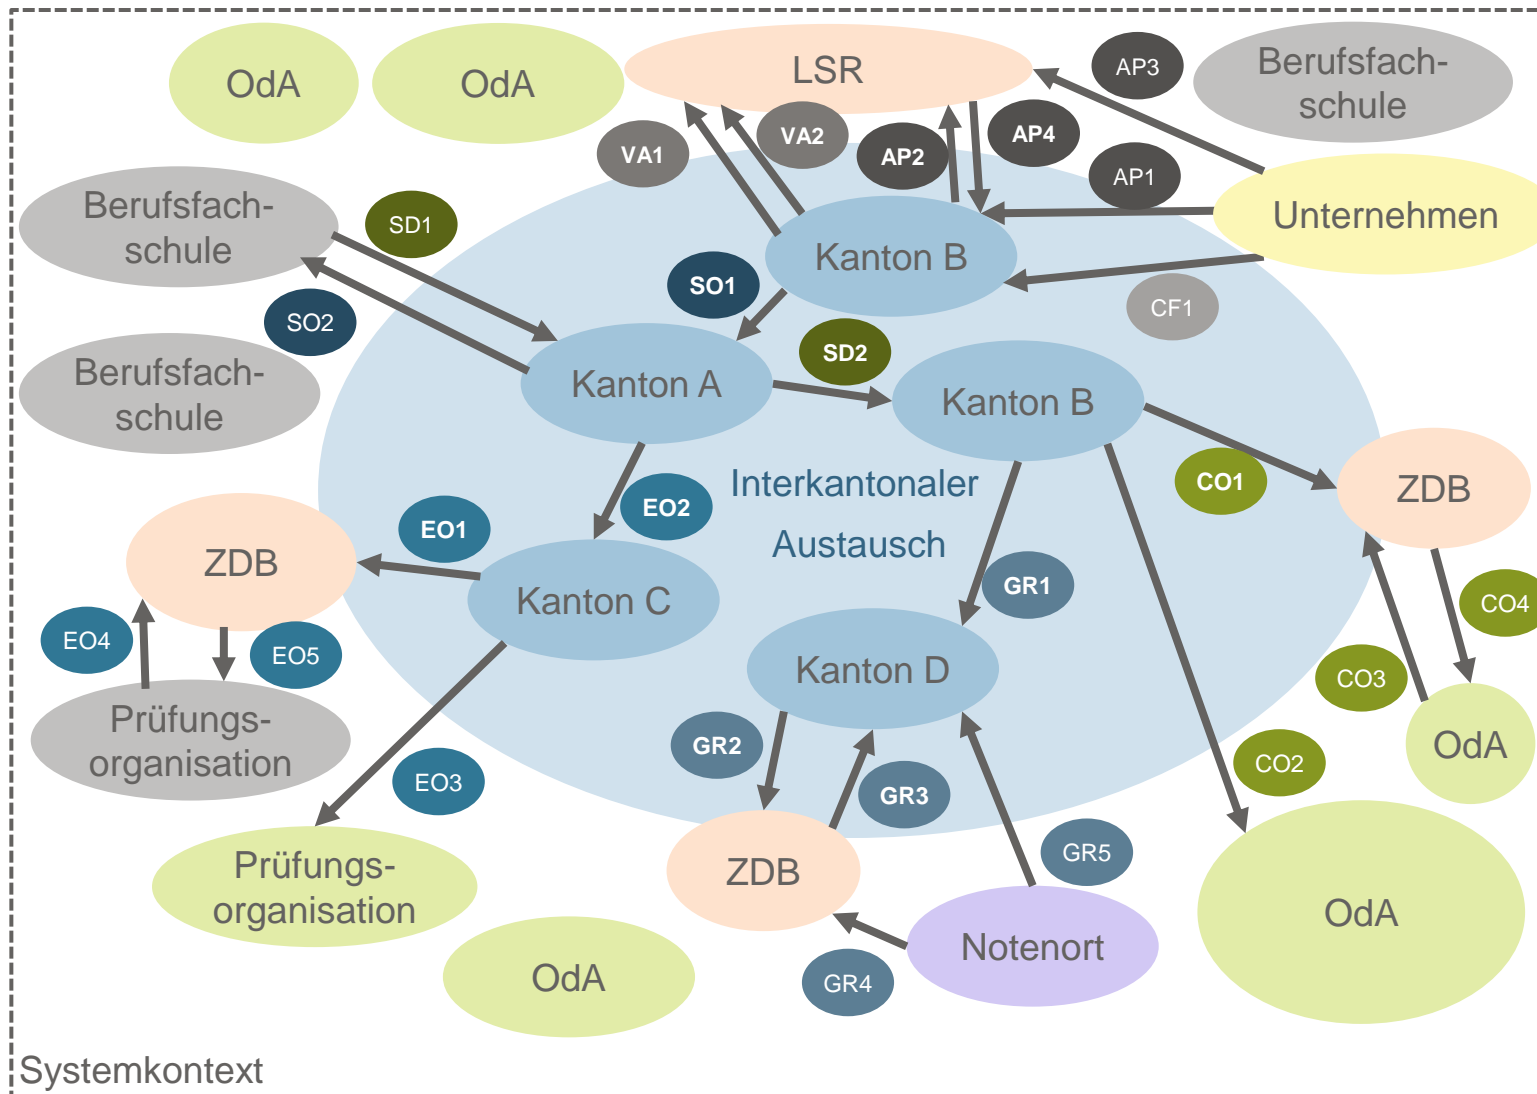 OdA
OdA
LSR
AP3
Berufsfach-
schule
VA1
VA2
AP2
AP4
AP1
Berufsfach-
schule
SD1
Unternehmen
Kanton B
SO1
SO2
CF1
SD2
Berufsfach-
schule
Kanton A
Kanton B
Interkantonaler
Austausch
CO1
ZDB
EO1
EO2
ZDB
Kanton C
GR1
CO4
EO4
EO5
CO3
Kanton D
Prüfungs-
organisation
GR2
OdA
EO3
GR3
CO2
Prüfungs-
organisation
ZDB
GR5
OdA
Notenort
OdA
GR4
Systemkontext